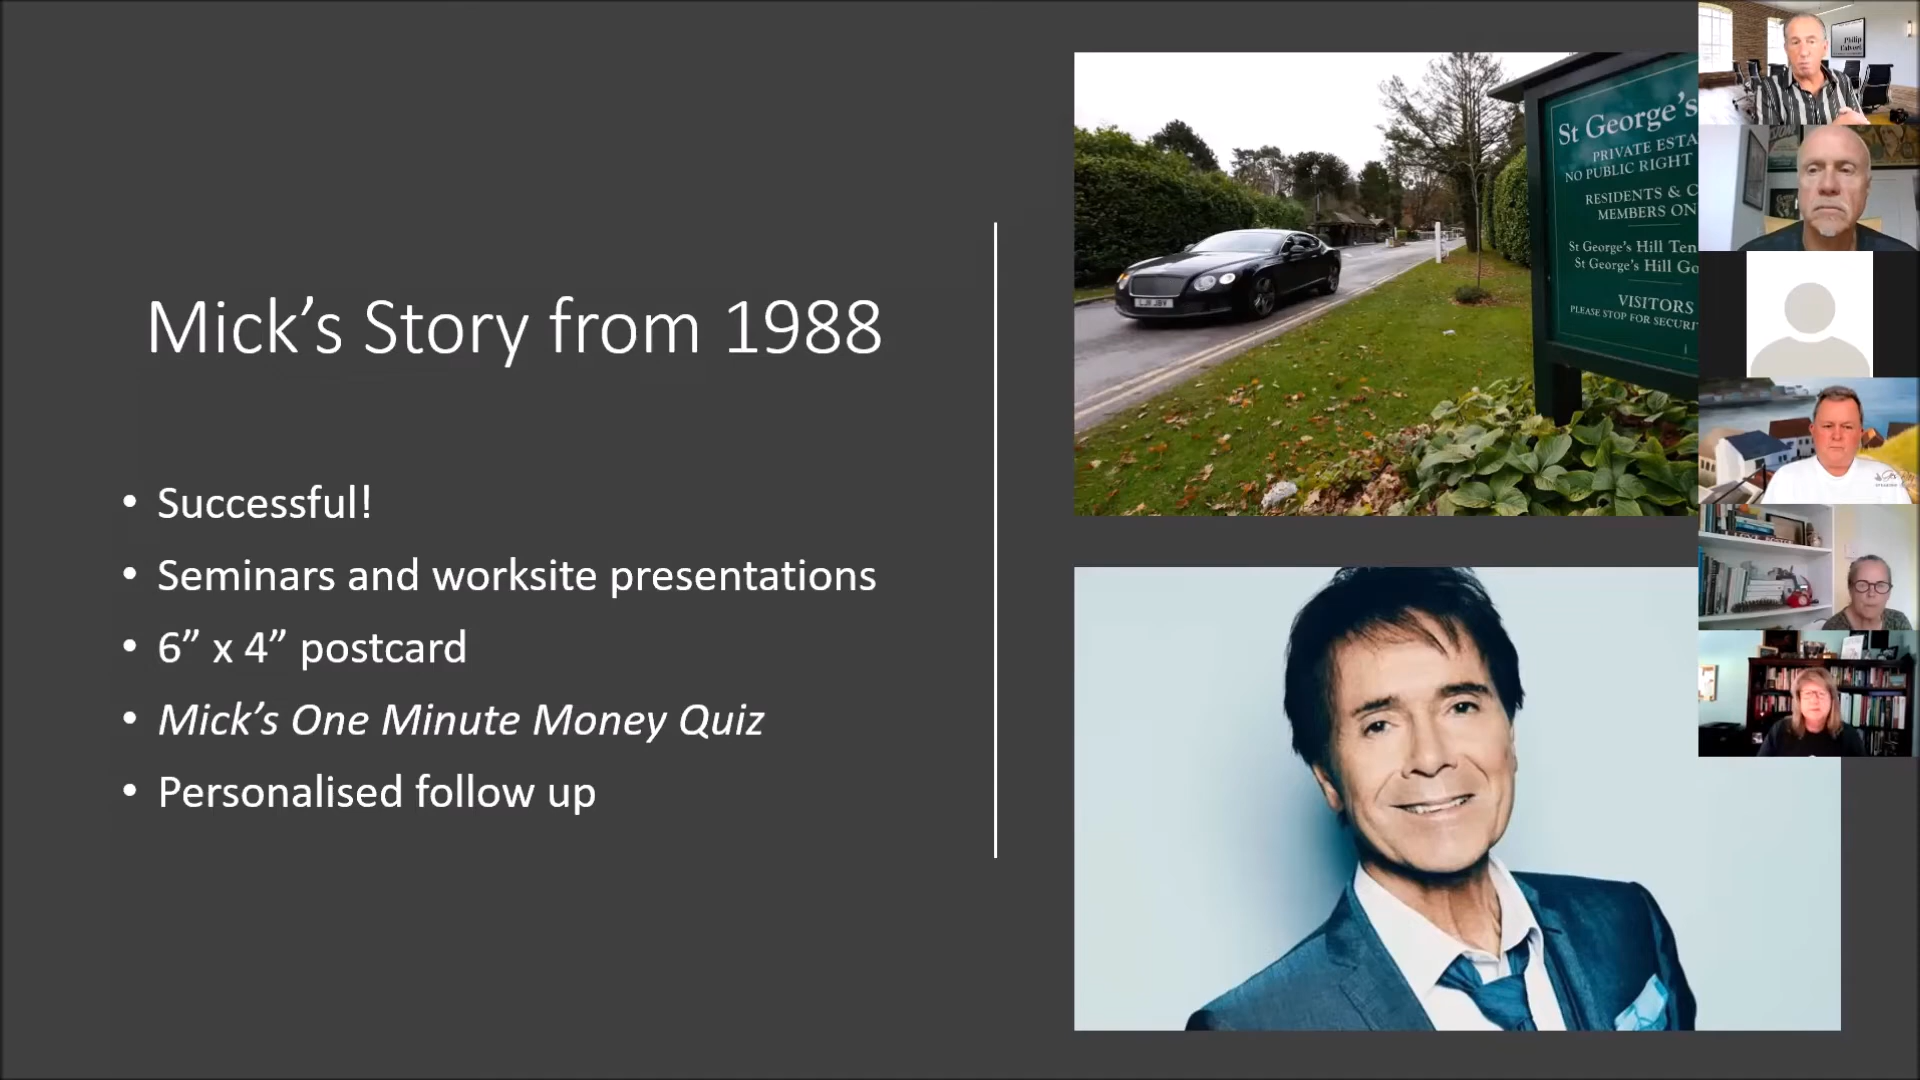 Mick’s Story from 1988
• Successful!
• Seminars and worksite presentations
• 6” x 4” postcard
• Mick’s One Minute Money Quiz
• Personalised follow up
St George’s
PRIVATE ESTA
NO PUBLIC RIGHT
RESIDENTS & C
MEMBERS ON
St George’s Hill Ten
St George’s Hill Go
VISITORS
PLEASE STOP FOR SECURI
Philip
Calvert